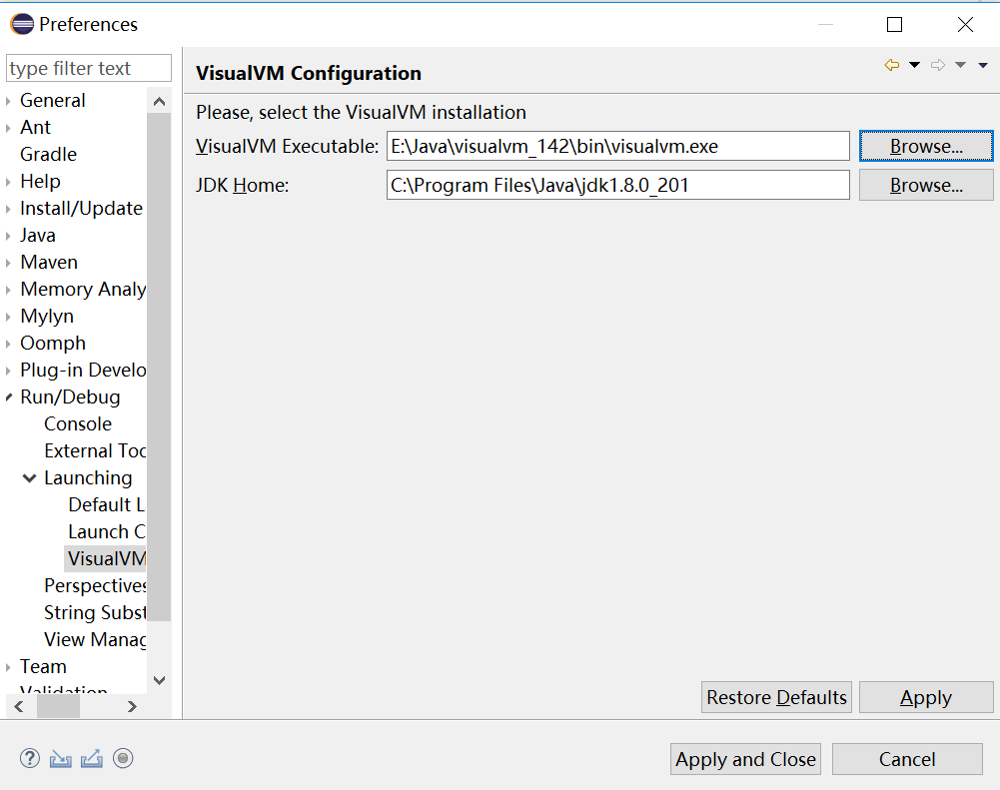 Preferences
type filter text
General
Ant
Gradle
Help
Install/Update
Java
Maven
Memory Analy
Mylyn
Oomph
Plug-in Develo
Run/Debug
Console
External Too
Launching
Default L
Launch C
VisualVM
Perspectives
String Subst
View Manag
Team
Validation
VisualVM Configuration
Please, select the VisualVM installation
VisualVM Executable: E:\Java\visualvm_142\bin\visualvm.exe Browse...
JDK Home: C:\Program Files\Java\jdk1.8.0_201 Browse...
Restore Defaults Apply
Apply and Close Cancel